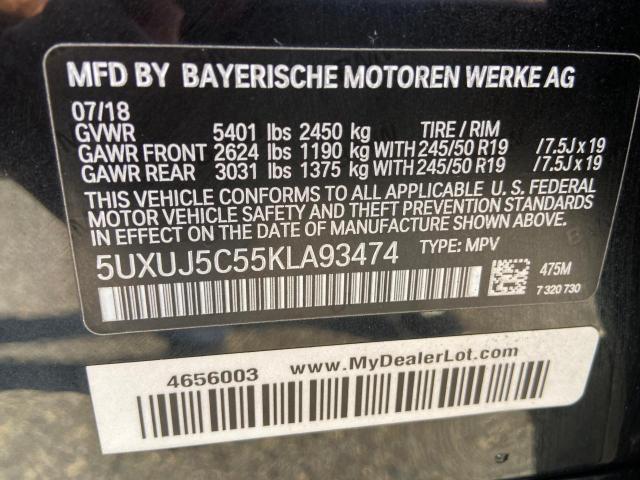 MFD BY BAYERISCHE MOTOREN WERKE AG
07/18
GVWR 5401 lbs 2450 kg TIRE / RIM
GAWR FRONT 2624 lbs 1190 kg WITH 245/50 R19 /7.5J x 19
GAWR REAR 3031 lbs 1375 kg WITH 245/50 R19 /7.5J x 19
THIS VEHICLE CONFORMS TO ALL APPLICABLE U. S. FEDERAL
MOTOR VEHICLE SAFETY AND THEFT PREVENTION STANDARDS
IN EFFECT ON THE DATE OF MANUFACTURE SHOWN ABOVE.
5UXUJ5C55KLA93474 TYPE: MPV
475M
7 320 730
4656003 www.MyDealerLot.com